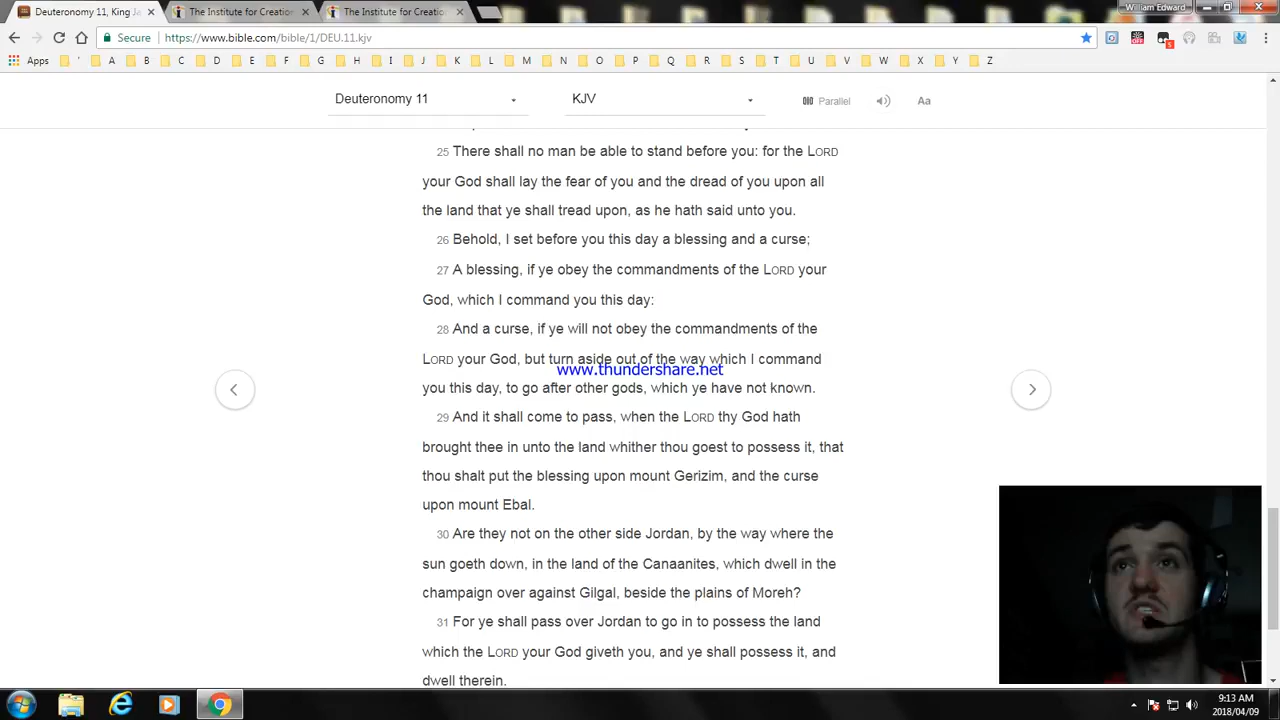 Deuteronomy 11, King Ja
The Institute for Creation
The Institute for Creation
William Edward
Secure
https://www.bible.com/bible/1/DEU.11.kjv
Apps ' A B C D E F G H I J K L M N O P Q R S T U V W X Y Z
Deuteronomy 11
KJV
Parallel
Aa
25 There shall no man be able to stand before you: for the LORD
your God shall lay the fear of you and the dread of you upon all
the land that ye shall tread upon, as he hath said unto you.
26 Behold, I set before you this day a blessing and a curse;
27 A blessing, if ye obey the commandments of the LORD your
God, which I command you this day:
28 And a curse, if ye will not obey the commandments of the
LORD your God, but turn aside out of the way which I command
www.thundershare.net
you this day, to go after other gods, which ye have not known.
29 And it shall come to pass, when the LORD thy God hath
brought thee in unto the land whither thou goest to possess it, that
thou shalt put the blessing upon mount Gerizim, and the curse
upon mount Ebal.
30 Are they not on the other side Jordan, by the way where the
sun goeth down, in the land of the Canaanites, which dwell in the
champaign over against Gilgal, beside the plains of Moreh?
31 For ye shall pass over Jordan to go in to possess the land
which the LORD your God giveth you, and ye shall possess it, and
dwell therein.
9:13 AM
2018/04/09